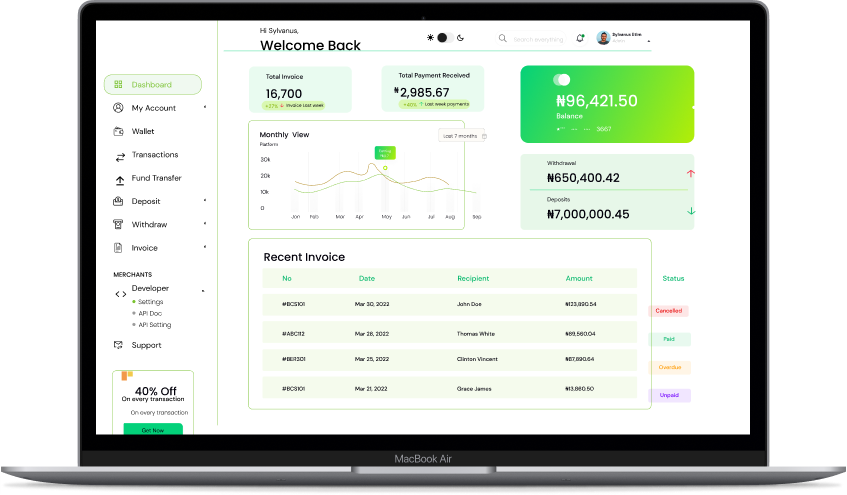 Hi Sylvanus,
Welcome Back
Search everything
Sylvanus Etim
Dashboard
My Account
Wallet
Transactions
Fund Transfer
Deposit
Withdraw
Invoice
MERCHANTS
Developer
Settings
API Doc
API Setting
Support
40% Off
On every transaction
On every transaction
Get Now
Total Invoice
16,700
Invoice Last week
Total Payment Received
₦2,985.67
+40% ↑ Last week payments
₦96,421.50
Balance
3667
Monthly View
Platform
Last 7 months
30k
20k
10k
0
Jan Feb Mar Apr May Jun Jul Aug Sep
Withdrawal
₦650,400.42
Deposits
₦7,000,000.45
Recent Invoice
No Date Recipient Amount Status
#BCS101 Mar 30, 2022 John Doe ₦123,890.54 Cancelled
#ABC112 Mar 28, 2022 Thomas White ₦89,560.04 Paid
#BER301 Mar 25, 2022 Clinton Vincent ₦67,890.64 Overdue
#BCS101 Mar 21, 2022 Grace James ₦13,860.50 Unpaid
MacBook Air